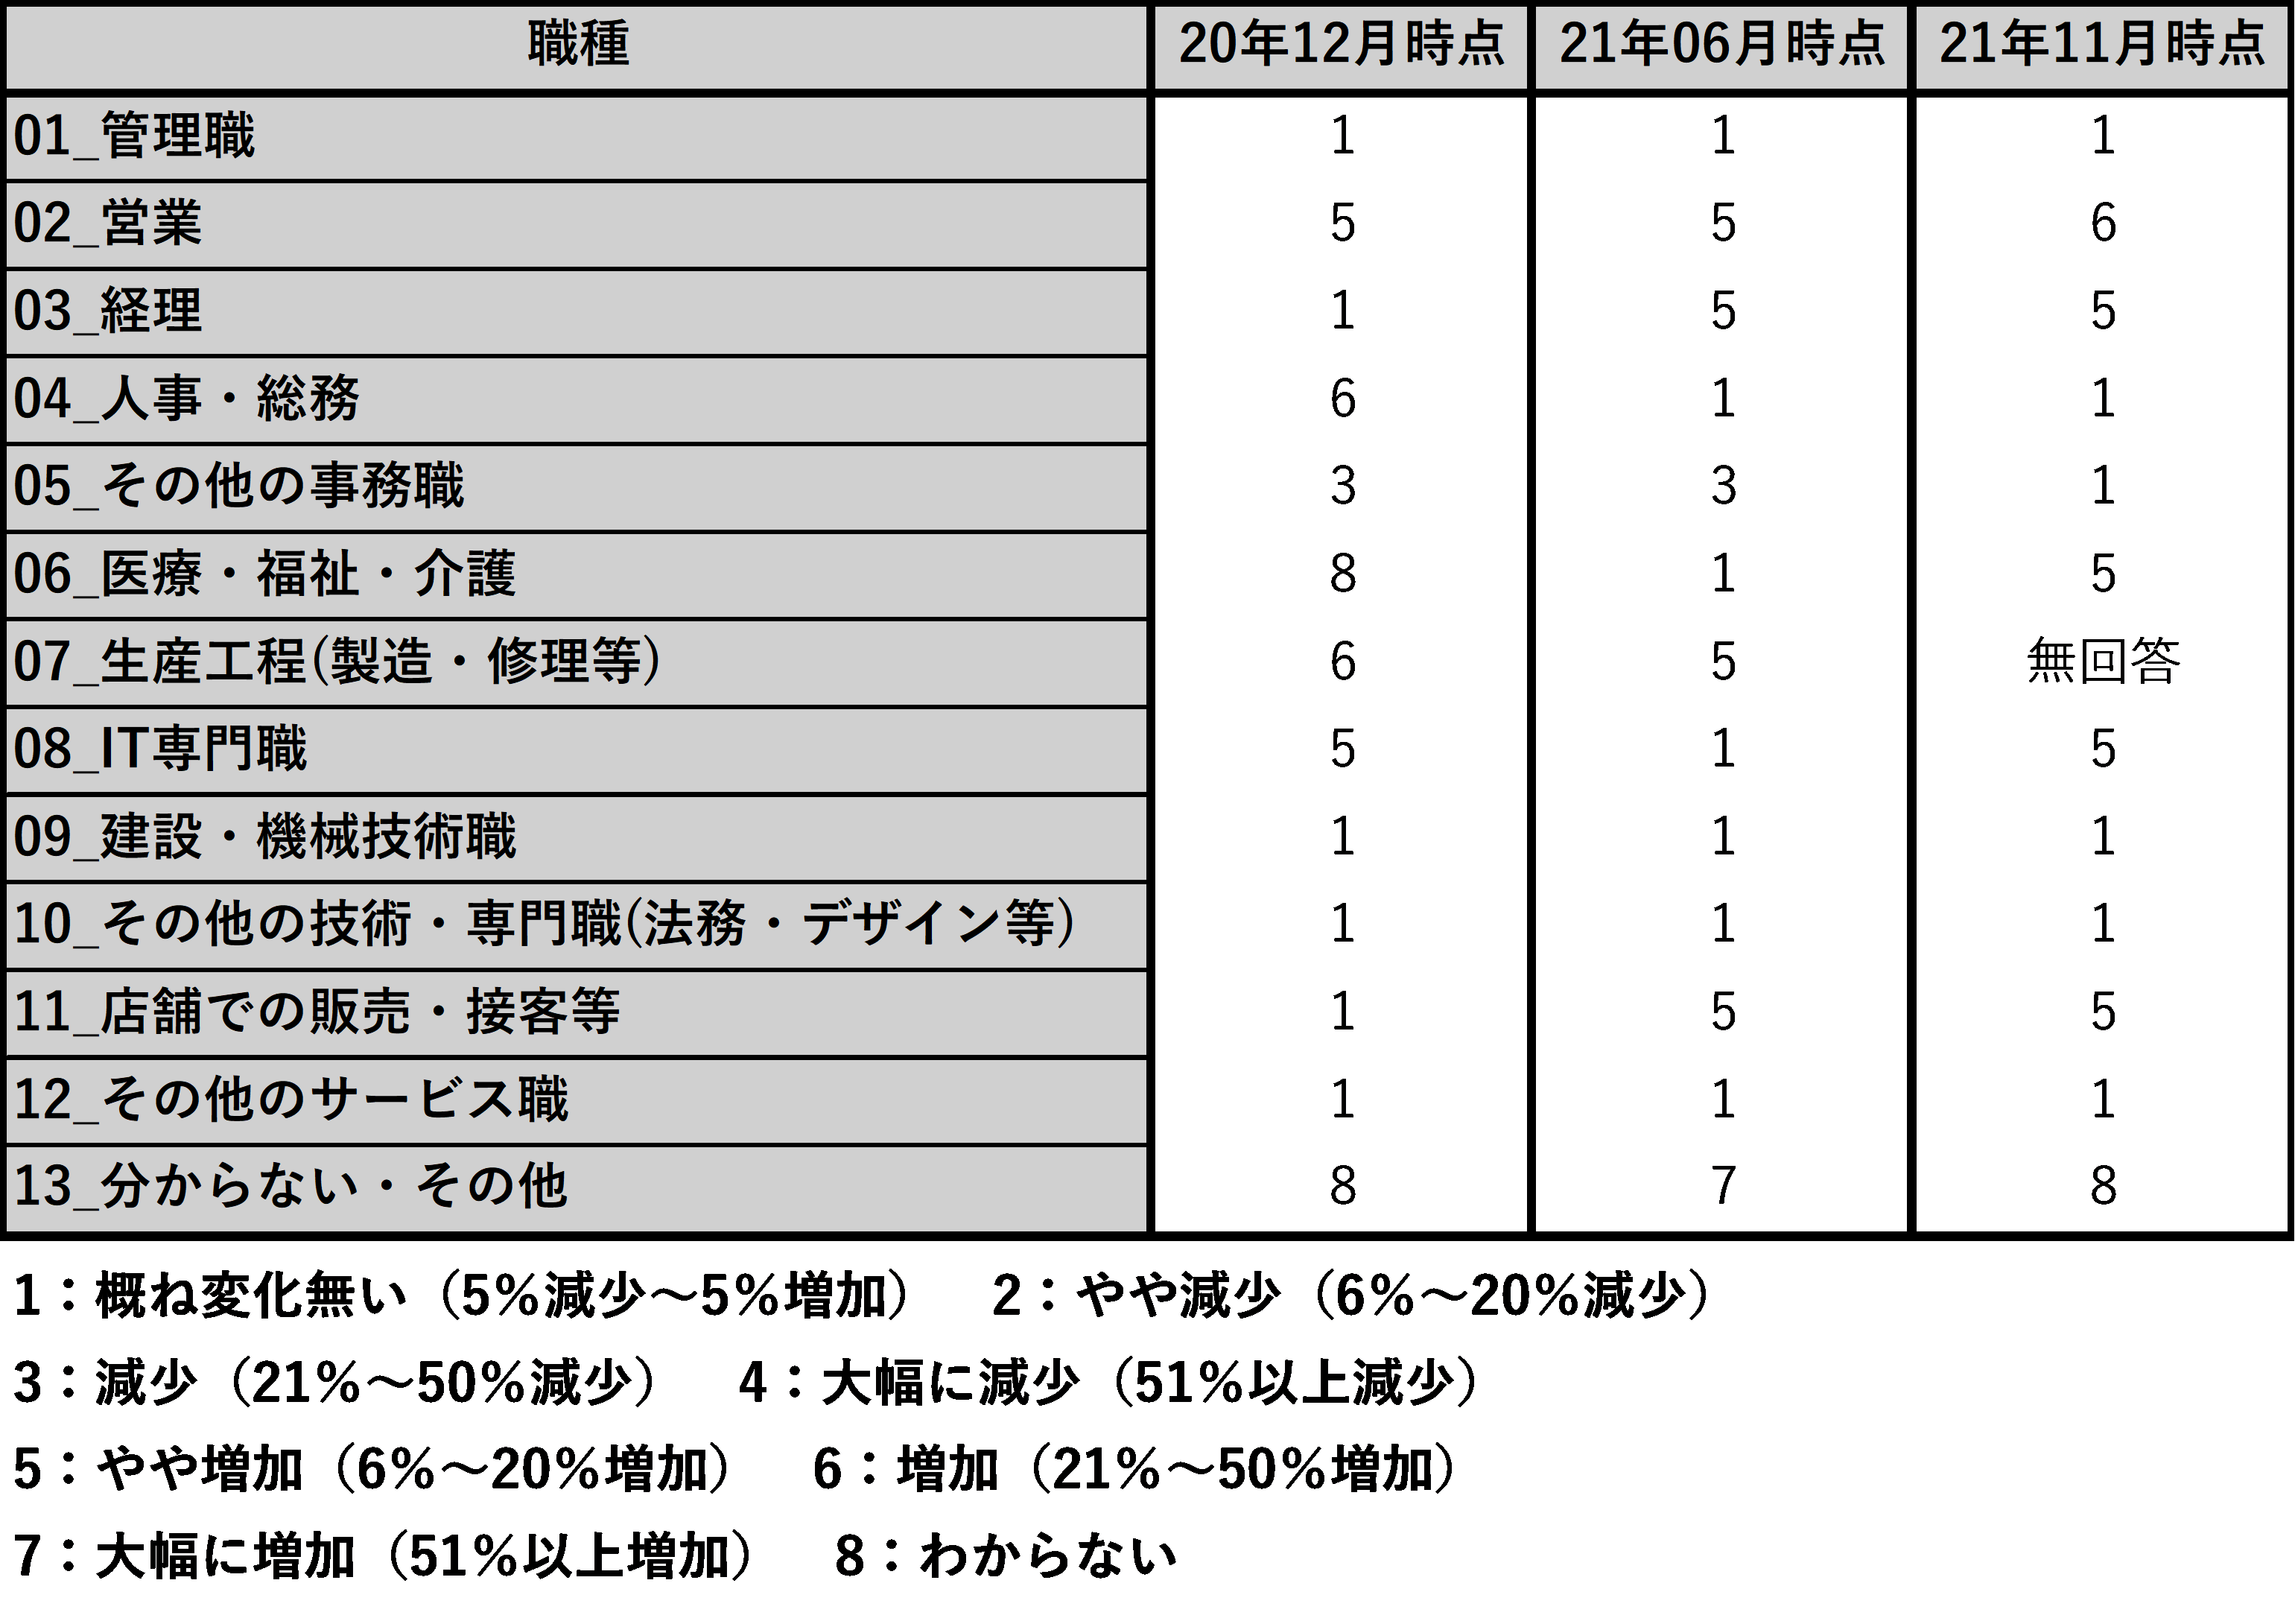 職種 20年12月時点 21年06月時点 21年11月時点
01_管理職 1 1 1
02_営業 5 5 6
03_経理 1 5 5
04_人事・総務 6 1 1
05_その他の事務職 3 3 1
06_医療・福祉・介護 8 1 5
07_生産工程(製造・修理等) 6 5 無回答
08_IT専門職 5 1 5
09_建設・機械技術職 1 1 1
10_その他の技術・専門職(法務・デザイン等) 1 1 1
11_店舗での販売・接客等 1 5 5
12_その他のサービス職 1 1 1
13_分からない・その他 8 7 8
1：概ね変化無い（5%減少～5%増加） 2：やや減少（6%～20%減少）
3：減少（21%～50%減少） 4：大幅に減少（51%以上減少）
5：やや増加（6%～20%増加） 6：増加（21%～50%増加）
7：大幅に増加（51%以上増加） 8：わからない